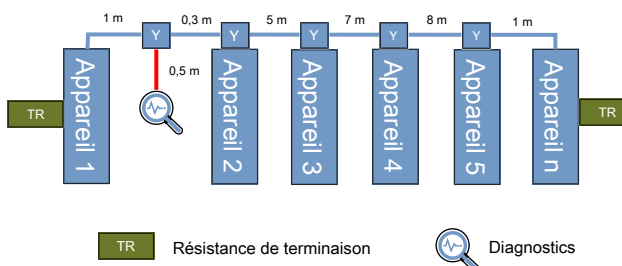 1 m
0,3 m
5 m
7 m
8 m
1 m
Y
Y
Y
Y
Y
0,5 m
TR
Appareil 1
Appareil 2
Appareil 3
Appareil 4
Appareil 5
Appareil n
TR
TR
Résistance de terminaison
Diagnostics